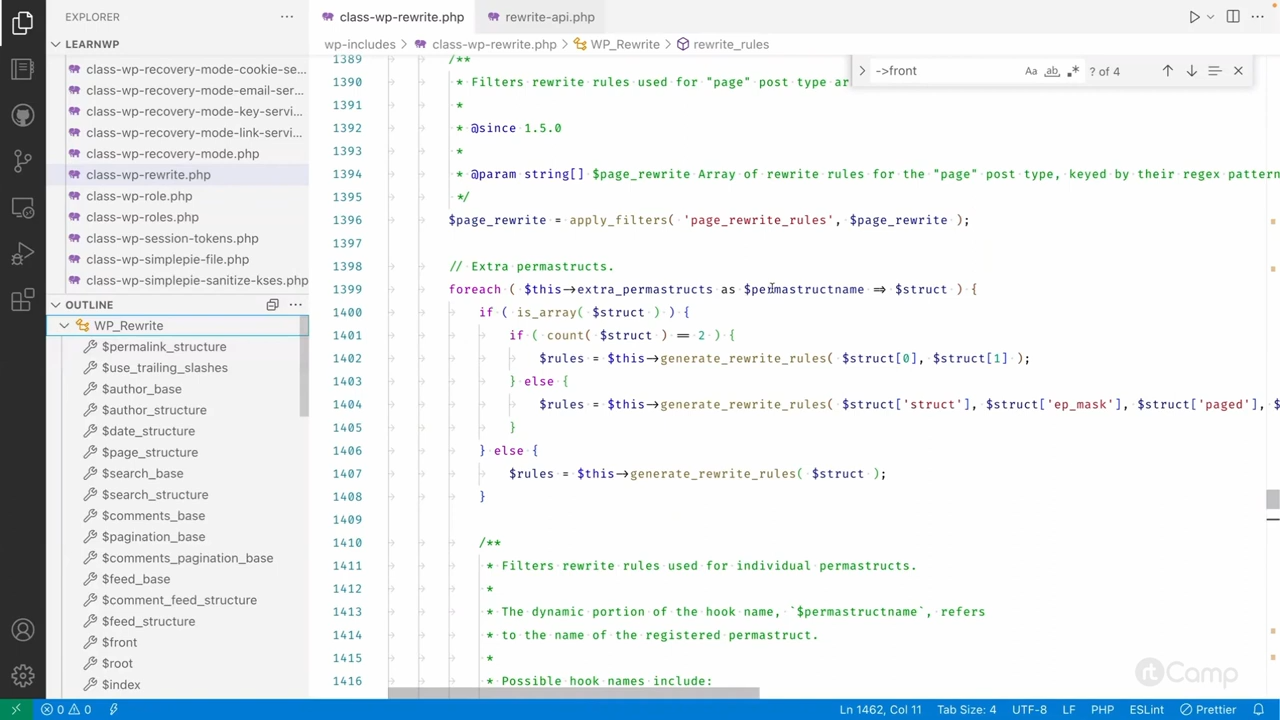 EXPLORER
LEARNWP
class-wp-recovery-mode-cookie-se...
class-wp-recovery-mode-email-ser...
class-wp-recovery-mode-key-servi...
class-wp-recovery-mode-link-servi...
class-wp-recovery-mode.php
class-wp-rewrite.php
class-wp-role.php
class-wp-roles.php
class-wp-session-tokens.php
class-wp-simplepie-file.php
class-wp-simplepie-sanitize-kses.php
OUTLINE
WP_Rewrite
$permalink_structure
$use_trailing_slashes
$author_base
$author_structure
$date_structure
$page_structure
$search_base
$search_structure
$comments_base
$pagination_base
$comments_pagination_base
$feed_base
$comment_feed_structure
$feed_structure
$front
$root
$index
class-wp-rewrite.php rewrite-api.php
wp-includes > class-wp-rewrite.php > WP_Rewrite > rewrite_rules
->front Aa ab ? of 4
1389 /**
1390 * Filters rewrite rules used for "page" post type ar
1391 *
1392 * @since 1.5.0
1393 *
1394 * @param string[] $page_rewrite Array of rewrite rules for the "page" post type, keyed by their regex pattern
1395 */
1396 $page_rewrite = apply_filters( 'page_rewrite_rules', $page_rewrite );
1397
1398 // Extra permastructs.
1399 foreach ( $this->extra_permastructs as $permastructname => $struct ) {
1400 if ( is_array( $struct ) ) {
1401 if ( count( $struct ) == 2 ) {
1402 $rules = $this->generate_rewrite_rules( $struct[0], $struct[1] );
1403 } else {
1404 $rules = $this->generate_rewrite_rules( $struct['struct'], $struct['ep_mask'], $struct['paged'], $
1405 }
1406 } else {
1407 $rules = $this->generate_rewrite_rules( $struct );
1408 }
1409
1410 /**
1411 * Filters rewrite rules used for individual permastructs.
1412 *
1413 * The dynamic portion of the hook name, `$permastructname`, refers
1414 * to the name of the registered permastruct.
1415 *
1416 * Possible hook names include:
rtCamp
0 0 Ln 1462, Col 11 Tab Size: 4 UTF-8 LF PHP ESLint Prettier